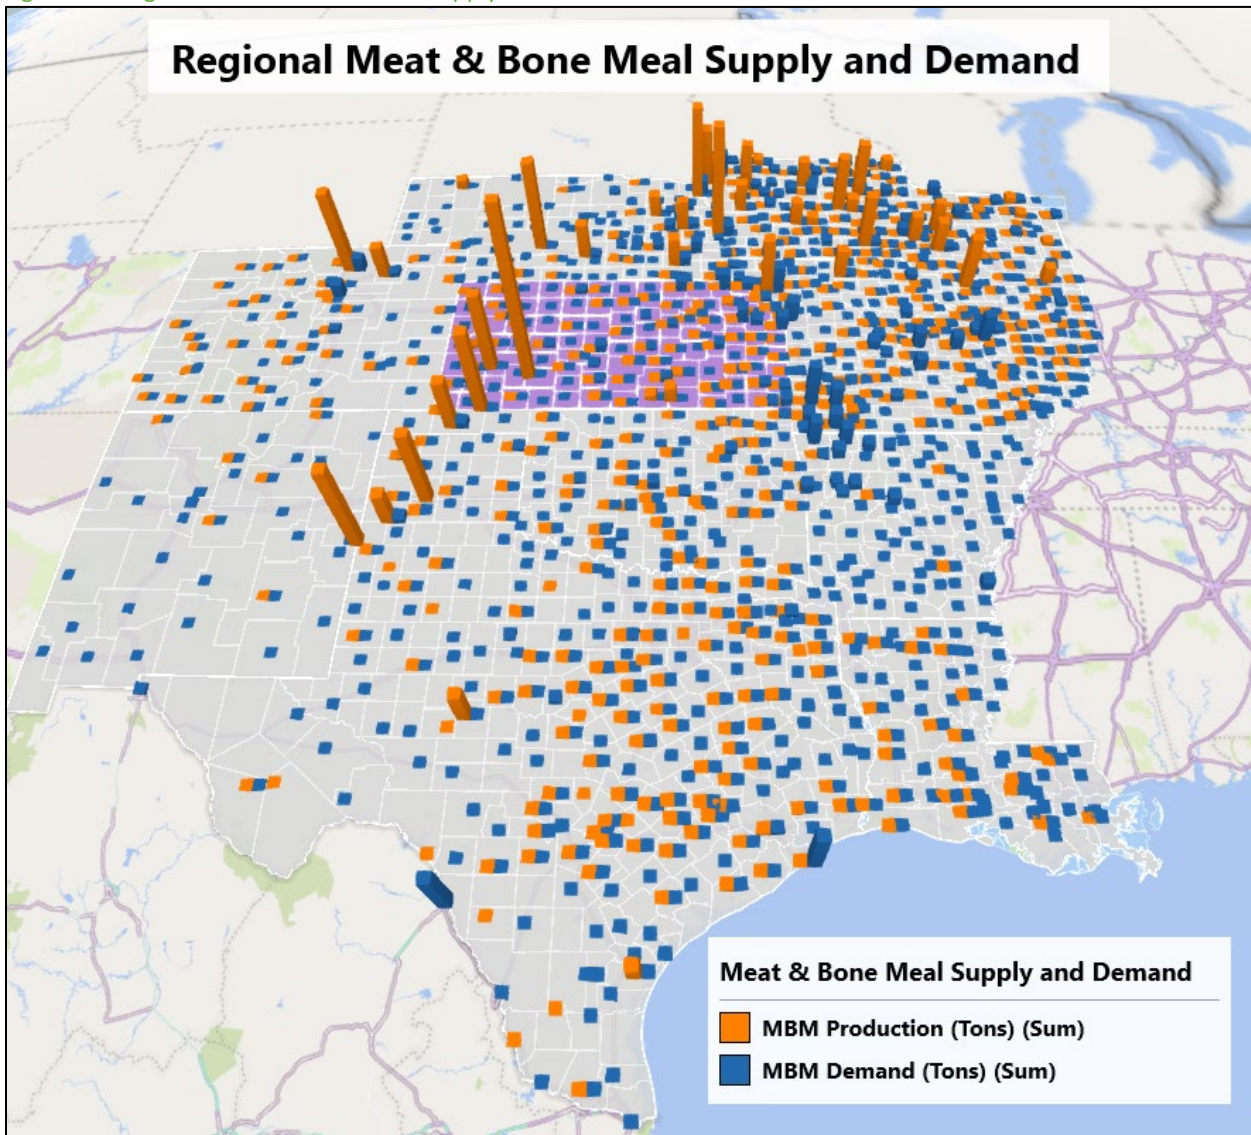 Regional Meat & Bone Meal Supply and Demand
Meat & Bone Meal Supply and Demand
MBM Production (Tons) (Sum)
MBM Demand (Tons) (Sum)